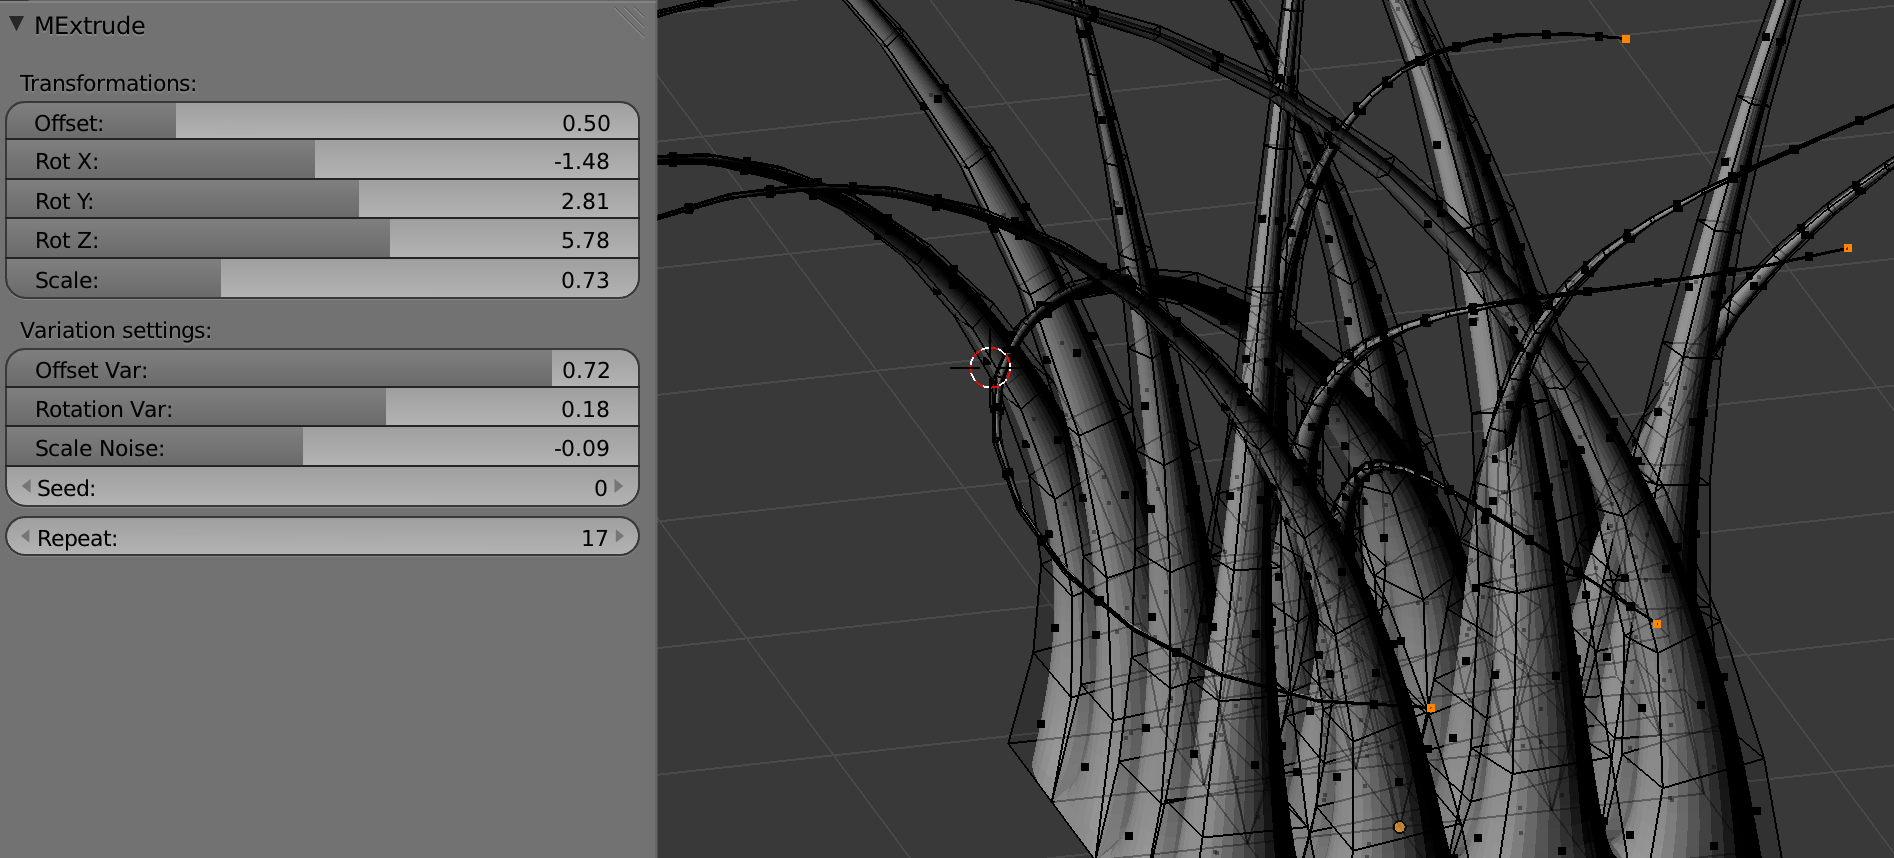 MExtrude
Transformations:
Offset: 0.50
Rot X: -1.48
Rot Y: 2.81
Rot Z: 5.78
Scale: 0.73
Variation settings:
Offset Var: 0.72
Rotation Var: 0.18
Scale Noise: -0.09
Seed: 0
Repeat: 17